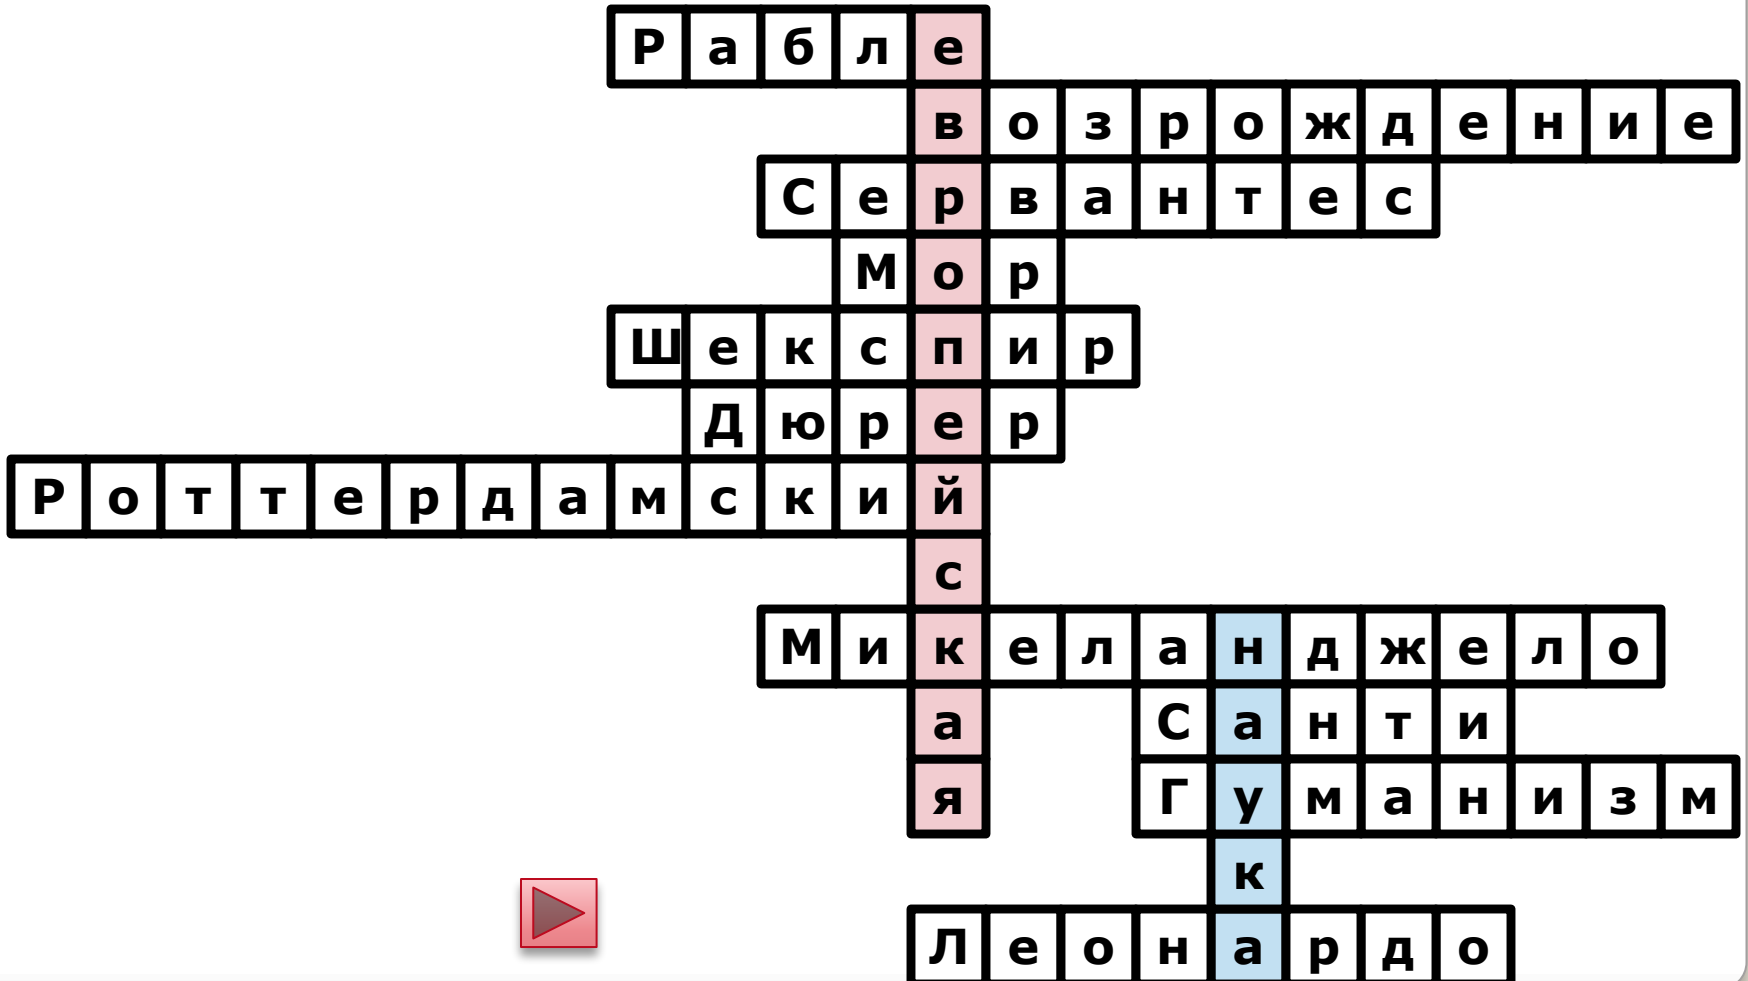 Рабле
возрождение
Сервантес
Мор
Шекспир
Дюрер
Роттердамский
с
Микеланджело
а Санти
я Гуманизм
к
Леонардо